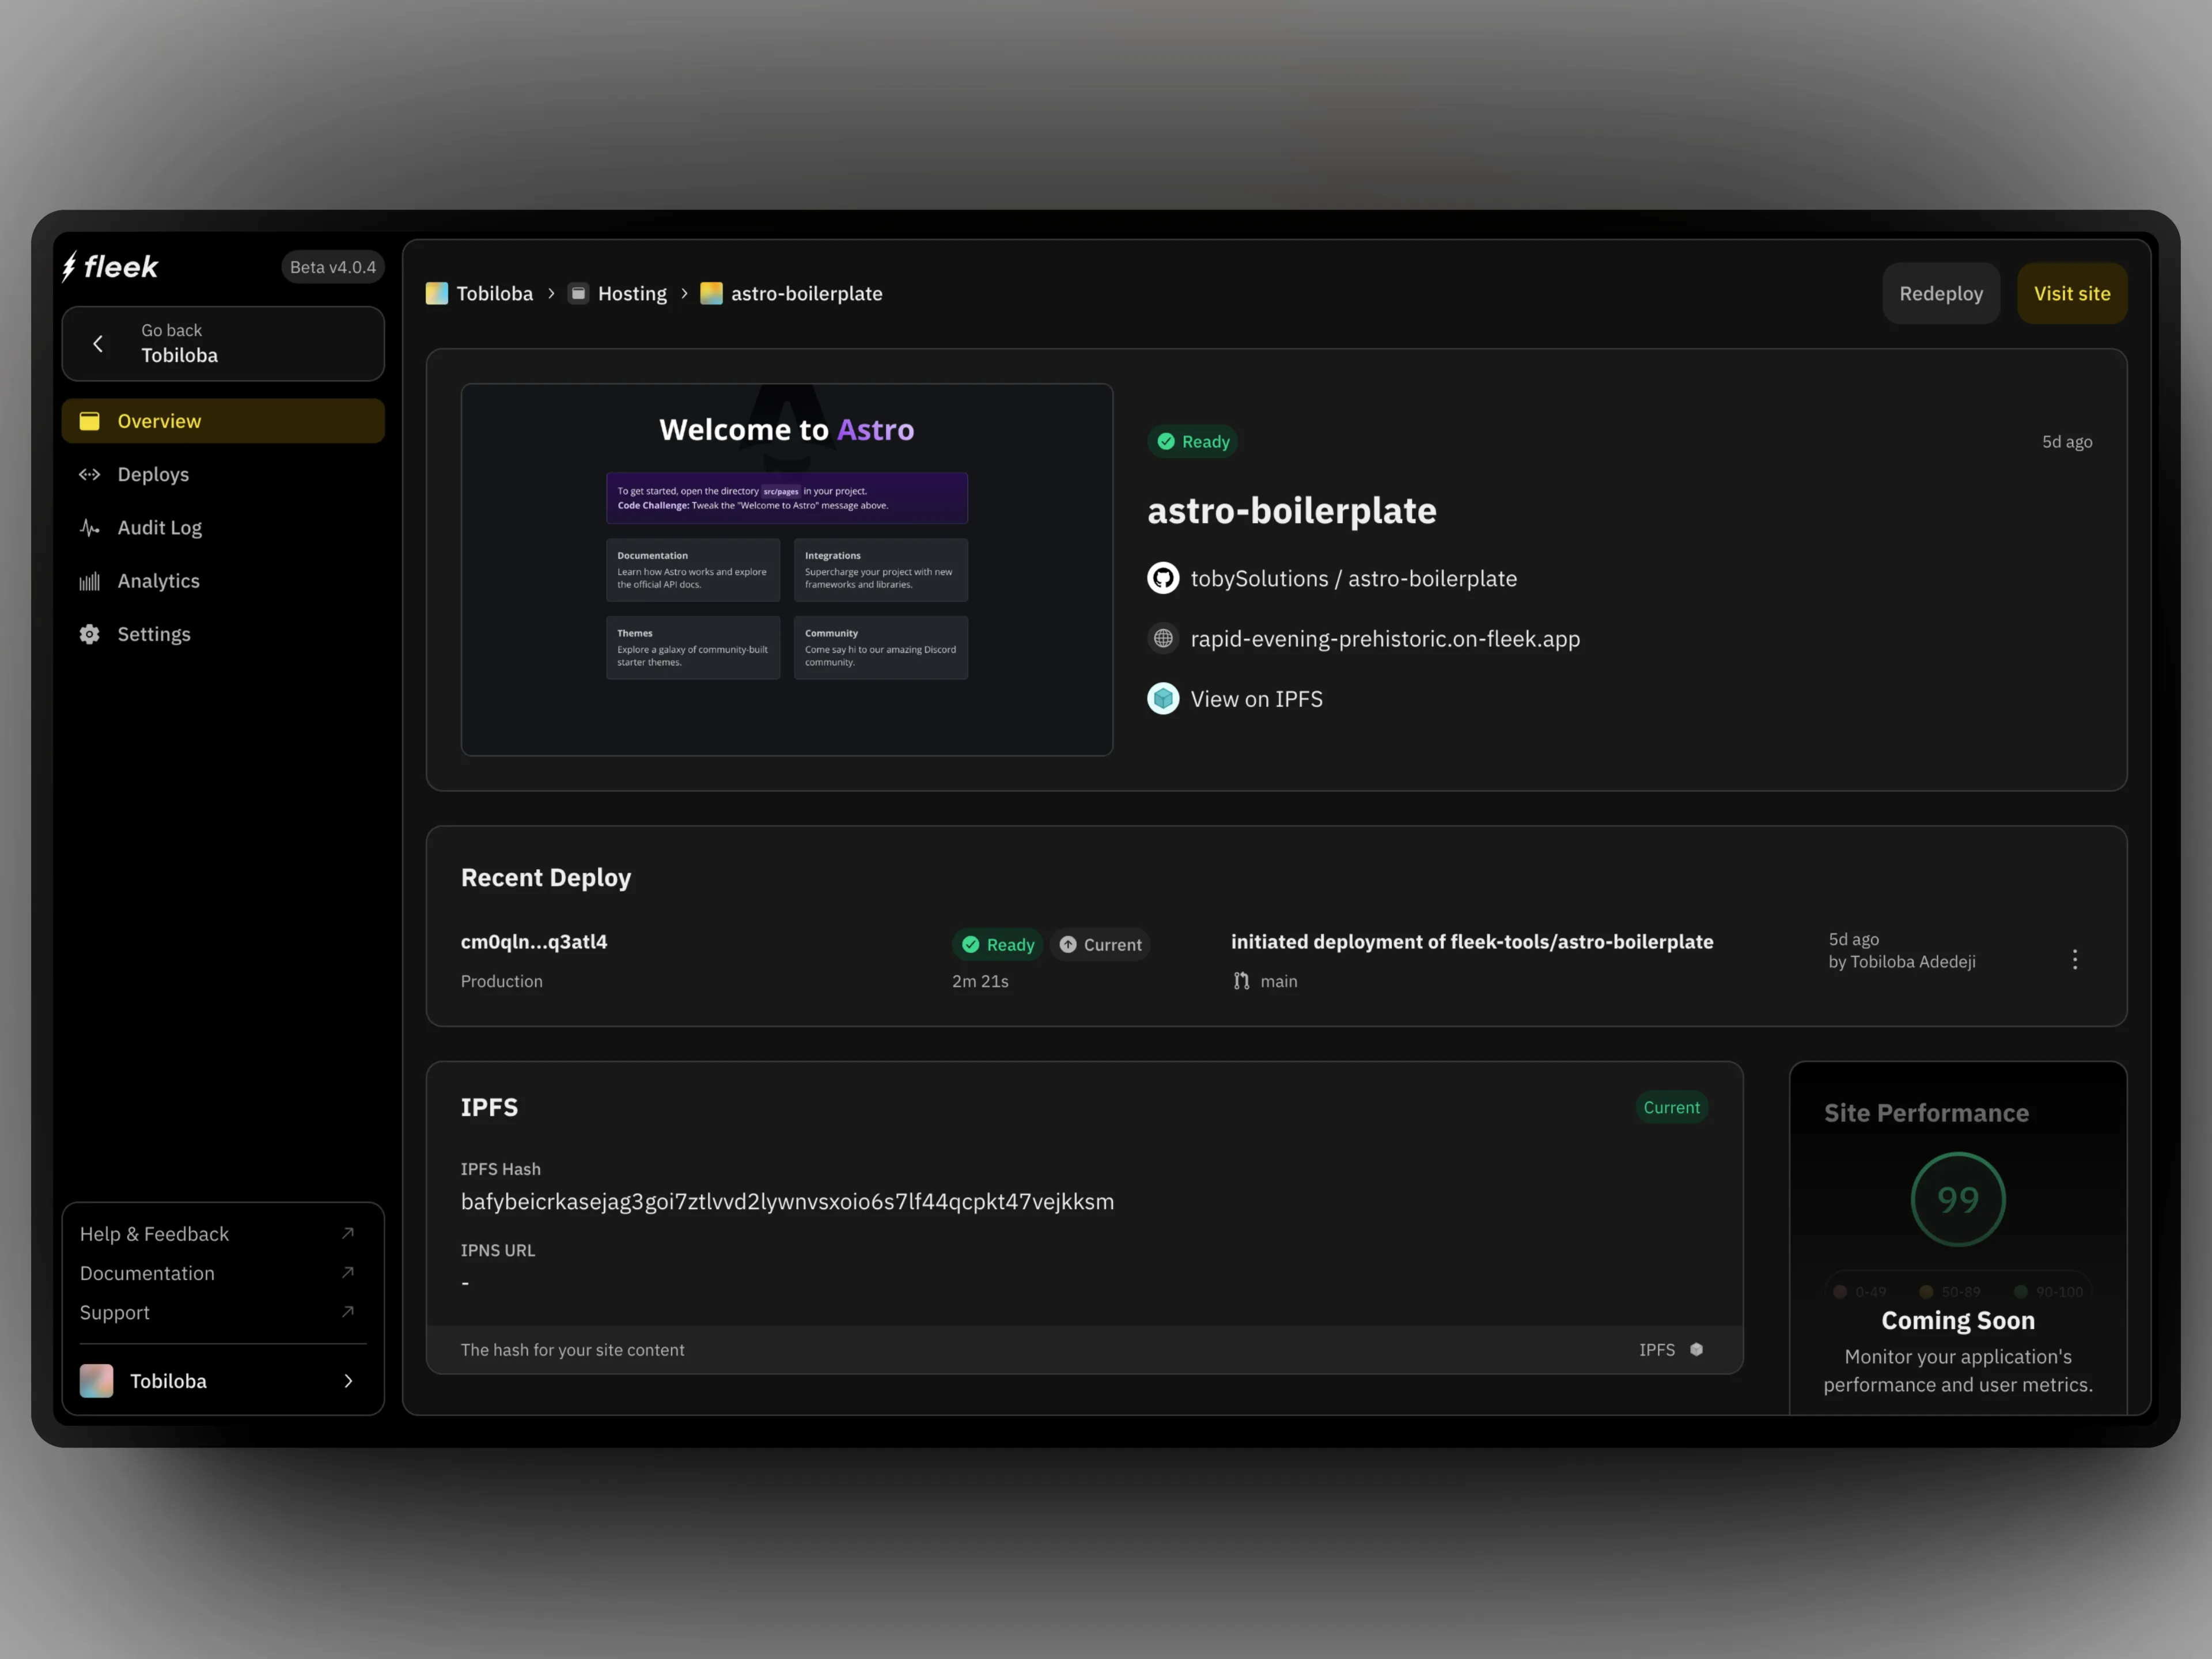 fleek
Beta v4.0.4
Go back
Tobiloba
Overview
Deploys
Audit Log
Analytics
Settings
Help & Feedback
Documentation
Support
Tobiloba
Tobiloba
Hosting
astro-boilerplate
Redeploy
Visit site
Welcome to Astro
To get started, open the directory src/pages in your project.
Code Challenge: Tweak the "Welcome to Astro" message above.
Documentation
Learn how Astro works and explore
the official API docs.
Integrations
Supercharge your project with new
frameworks and libraries.
Themes
Explore a galaxy of community-built
starter themes.
Community
Come say hi to our amazing Discord
community.
Ready
5d ago
astro-boilerplate
tobySolutions / astro-boilerplate
rapid-evening-prehistoric.on-fleek.app
View on IPFS
Recent Deploy
cm0qln...q3atl4
Production
Ready
Current
2m 21s
initiated deployment of fleek-tools/astro-boilerplate
main
5d ago
by Tobiloba Adedeji
IPFS
Current
IPFS Hash
bafybeicrkasejag3goi7ztlvvd2lywnvsxoio6s7lf44qcpkt47vejkksm
IPNS URL
-
The hash for your site content
IPFS
Site Performance
99
0-49
50-89
90-100
Coming Soon
Monitor your application's
performance and user metrics.